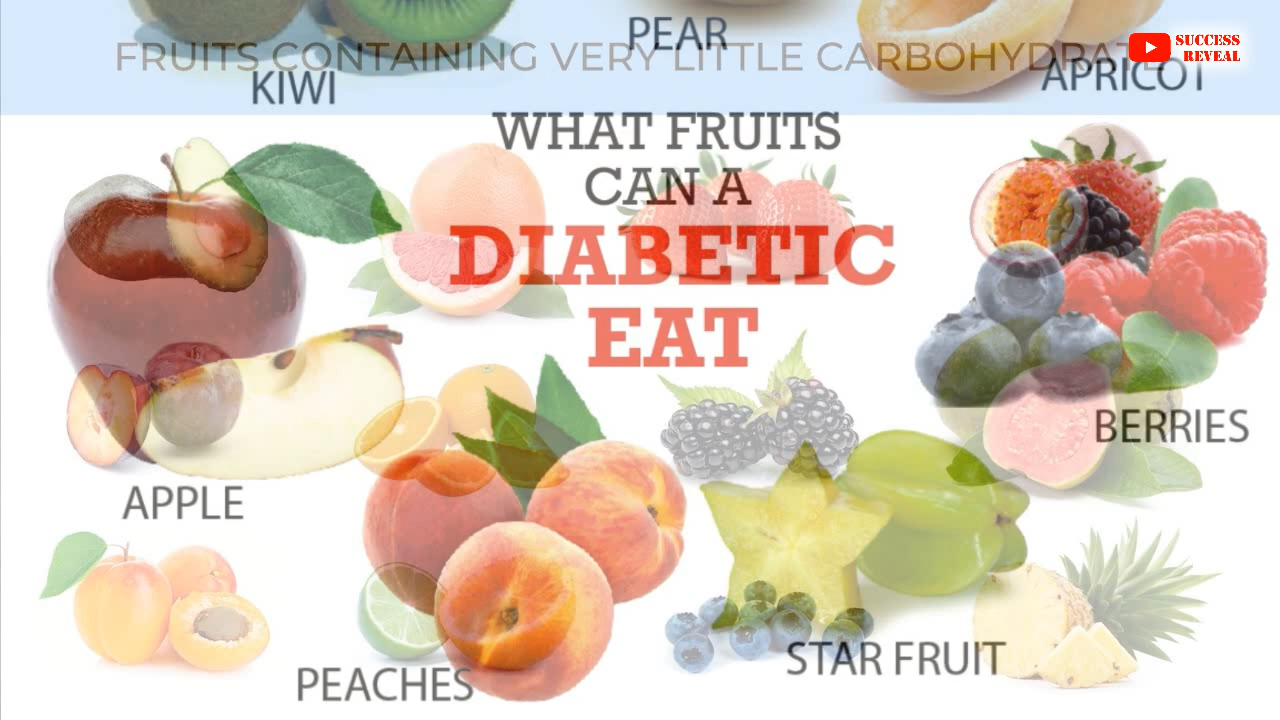 PEAR
FRUITS CONTAINING VERY LITTLE CARBOHYDRATE
SUCCESS
REVEAL
KIWI
APRICOT
WHAT FRUITS
CAN A
DIABETIC
EAT
BERRIES
APPLE
STAR FRUIT
PEACHES